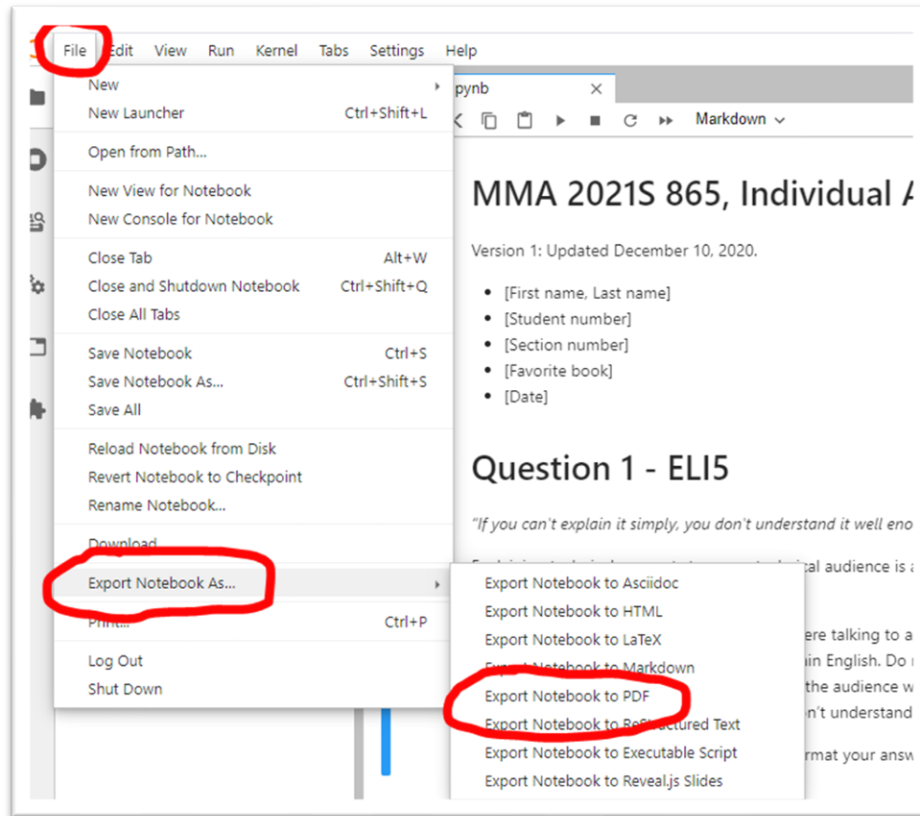 File Edit View Run Kernel Tabs Settings Help
New
New Launcher Ctrl+Shift+L
Open from Path...
New View for Notebook
New Console for Notebook
Close Tab Alt+W
Close and Shutdown Notebook Ctrl+Shift+Q
Close All Tabs
Save Notebook Ctrl+S
Save Notebook As... Ctrl+Shift+S
Save All
Reload Notebook from Disk
Revert Notebook to Checkpoint
Rename Notebook...
Download
Export Notebook As...
Print... Ctrl+P
Log Out
Shut Down
Export Notebook to Asciidoc
Export Notebook to HTML
Export Notebook to LaTeX
Export Notebook to Markdown
Export Notebook to PDF
Export Notebook to ReStructured Text
Export Notebook to Executable Script
Export Notebook to Reveal.js Slides
pynb
Markdown
MMA 2021S 865, Individual
Version 1: Updated December 10, 2020.
[First name, Last name]
[Student number]
[Section number]
[Favorite book]
[Date]
Question 1 - ELI5
"If you can't explain it simply, you don't understand it well eno
audience is
ere talking to a
in English. Do
the audience w
n't understand
rmat your answ